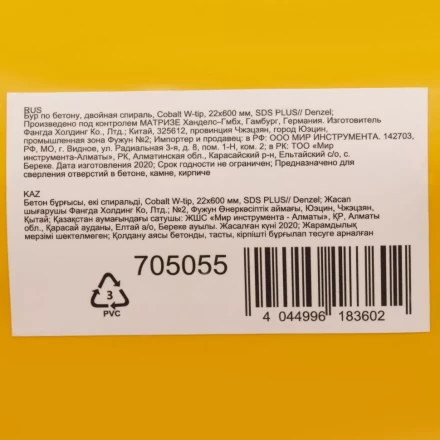 RUS
Бур по бетону, двойная спираль, Cobalt W-tip, 22x600 мм, SDS PLUS// Denzel;
Произведено под контролем МАТРИЗЕ Ханделс-Гмбх, Гамбург, Германия. Изготовитель
Фангда Холдинг Ко., Лтд.; Китай, 325612, провинция Чжэцзян, город Юэцин,
промышленная зона Фужун №2; Импортер и продавец: в РФ: ООО МИР ИНСТРУМЕНТА. 142703,
РФ, МО, г. Видное, ул. Радиальная 3-я, д. 8, пом. 1-Н, ком. 2; в РК: ТОО «Мир
инструмента-Алматы», РК, Алматинская обл., Карасайский р-н, Ельтайский с/о, с.
Береке. Дата изготовления 2020; Срок годности: не ограничен; Предназначено для
сверления отверстий в бетоне, камне, кирпиче
KAZ
Бетон бұрғысы, екі спиральді, Cobalt W-tip, 22x600 мм, SDS PLUS// Denzel; Жасап
шығарушы Фангда Холдинг Ко., Лтд.; №2, Фужун Өнеркәсіптік аймағы, Юэцин, Чжэцзян,
Қытай; Қазақстан аумағындағы сатушы: ЖШС «Мир инструмента - Алматы», ҚР, Алматы
обл., Қарасай ауданы, Елтай а/о, Береке ауылы. Жасалған күні 2020; Жарамдылық
мерзімі шектелмеген; Қолдану аясы бетонды, тасты, кірпішті бұрғылап тесуге арналған
705055
3
PVC
4 044996 183602